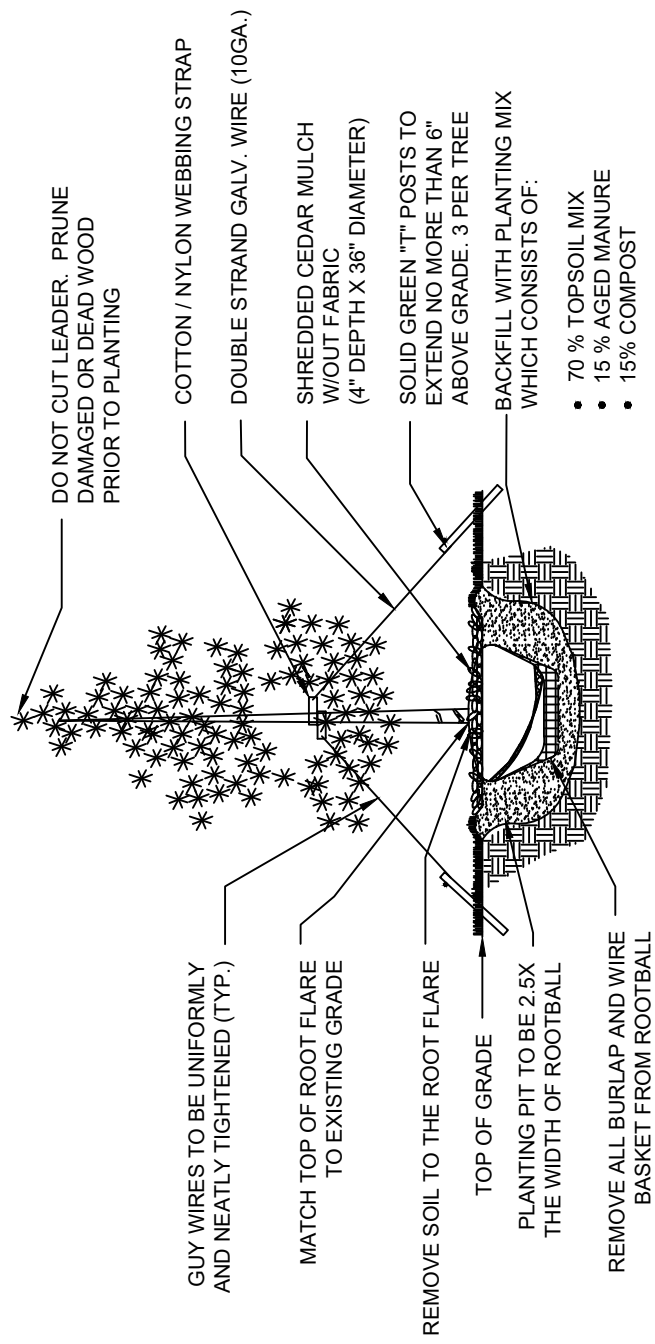 DO NOT CUT LEADER. PRUNE
DAMAGED OR DEAD WOOD
PRIOR TO PLANTING
COTTON / NYLON WEBBING STRAP
DOUBLE STRAND GALV. WIRE (10GA.)
SHREDDED CEDAR MULCH
W/OUT FABRIC
(4" DEPTH X 36" DIAMETER)
SOLID GREEN "T" POSTS TO
EXTEND NO MORE THAN 6"
ABOVE GRADE. 3 PER TREE
BACKFILL WITH PLANTING MIX
WHICH CONSISTS OF:
• 70 % TOPSOIL MIX
• 15 % AGED MANURE
• 15% COMPOST
GUY WIRES TO BE UNIFORMLY
AND NEATLY TIGHTENED (TYP.)
MATCH TOP OF ROOT FLARE
TO EXISTING GRADE
REMOVE SOIL TO THE ROOT FLARE
TOP OF GRADE
PLANTING PIT TO BE 2.5X
THE WIDTH OF ROOTBALL
REMOVE ALL BURLAP AND WIRE
BASKET FROM ROOTBALL